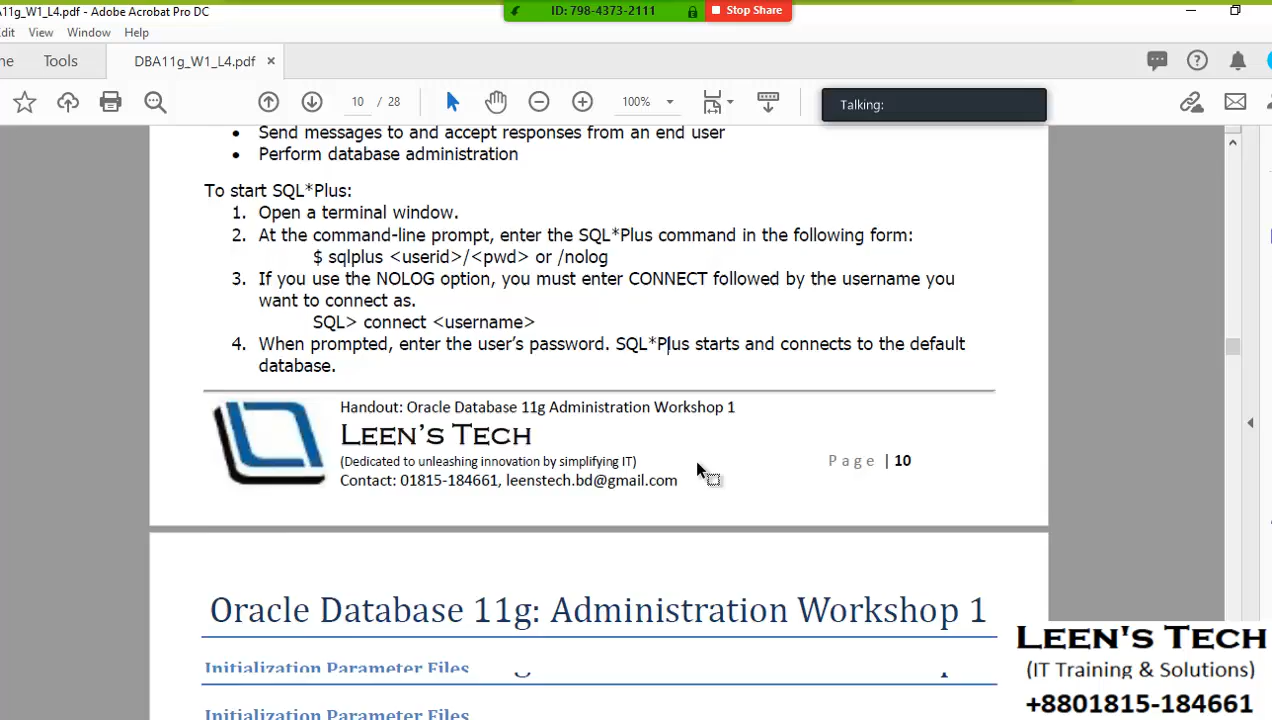 A11g_W1_L4.pdf - Adobe Acrobat Pro DC
ID: 798-4373-2111
Stop Share
View Window Help
Tools
DBA11g_W1_L4.pdf ×
10 / 28
100%
Talking:
• Send messages to and accept responses from an end user
• Perform database administration
To start SQL*Plus:
1. Open a terminal window.
2. At the command-line prompt, enter the SQL*Plus command in the following form:
$ sqlplus <userid>/<pwd> or /nolog
3. If you use the NOLOG option, you must enter CONNECT followed by the username you
want to connect as.
SQL> connect <username>
4. When prompted, enter the user's password. SQL*Plus starts and connects to the default
database.
Handout: Oracle Database 11g Administration Workshop 1
LEEN'S TECH
(Dedicated to unleashing innovation by simplifying IT)
Contact: 01815-184661, leenstech.bd@gmail.com
Page | 10
Oracle Database 11g: Administration Workshop 1
Initialization Parameter Files
Initialization Parameter Files
LEEN'S TECH
(IT Training & Solutions)
+8801815-184661